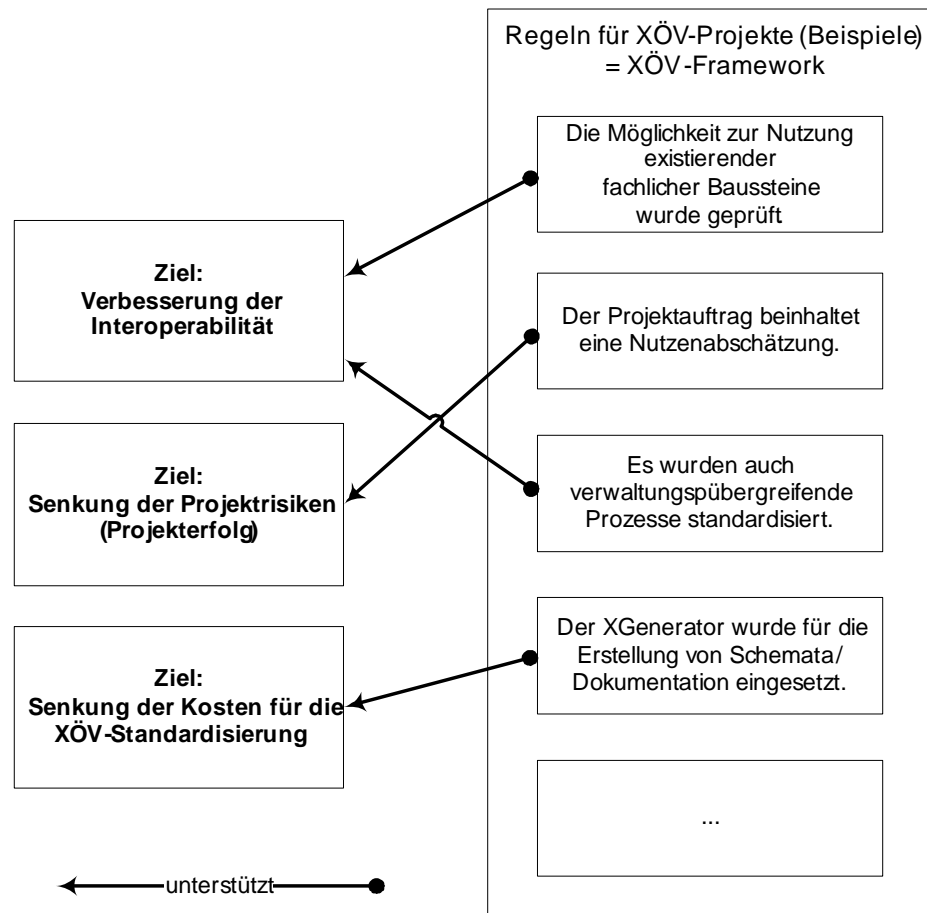 Regeln für XÖV-Projekte (Beispiele)
= XÖV-Framework
Die Möglichkeit zur Nutzung
existierender
fachlicher Baussteine
wurde geprüft
Ziel:
Verbesserung der
Interoperabilität
Der Projektauftrag beinhaltet
eine Nutzenabschätzung.
Ziel:
Senkung der Projektrisiken
(Projekterfolg)
Es wurden auch
verwaltungspübergreifende
Prozesse standardisiert.
Ziel:
Senkung der Kosten für die
XÖV-Standardisierung
Der XGenerator wurde für die
Erstellung von Schemata/
Dokumentation eingesetzt.
...
unterstützt